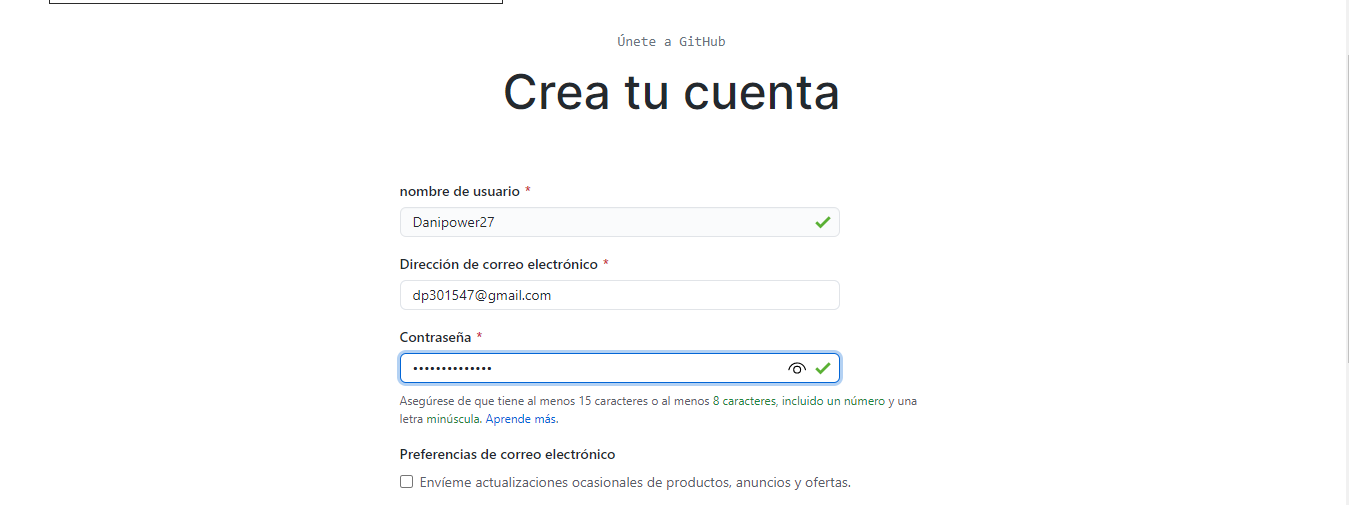 Únete a GitHub
Crea tu cuenta
nombre de usuario *
Danipower27
Dirección de correo electrónico *
dp301547@gmail.com
Contraseña *
••••••••••••••
Asegúrese de que tiene al menos 15 caracteres o al menos 8 caracteres, incluido un número y una
letra minúscula. Aprende más.
Preferencias de correo electrónico
Envíeme actualizaciones ocasionales de productos, anuncios y ofertas.